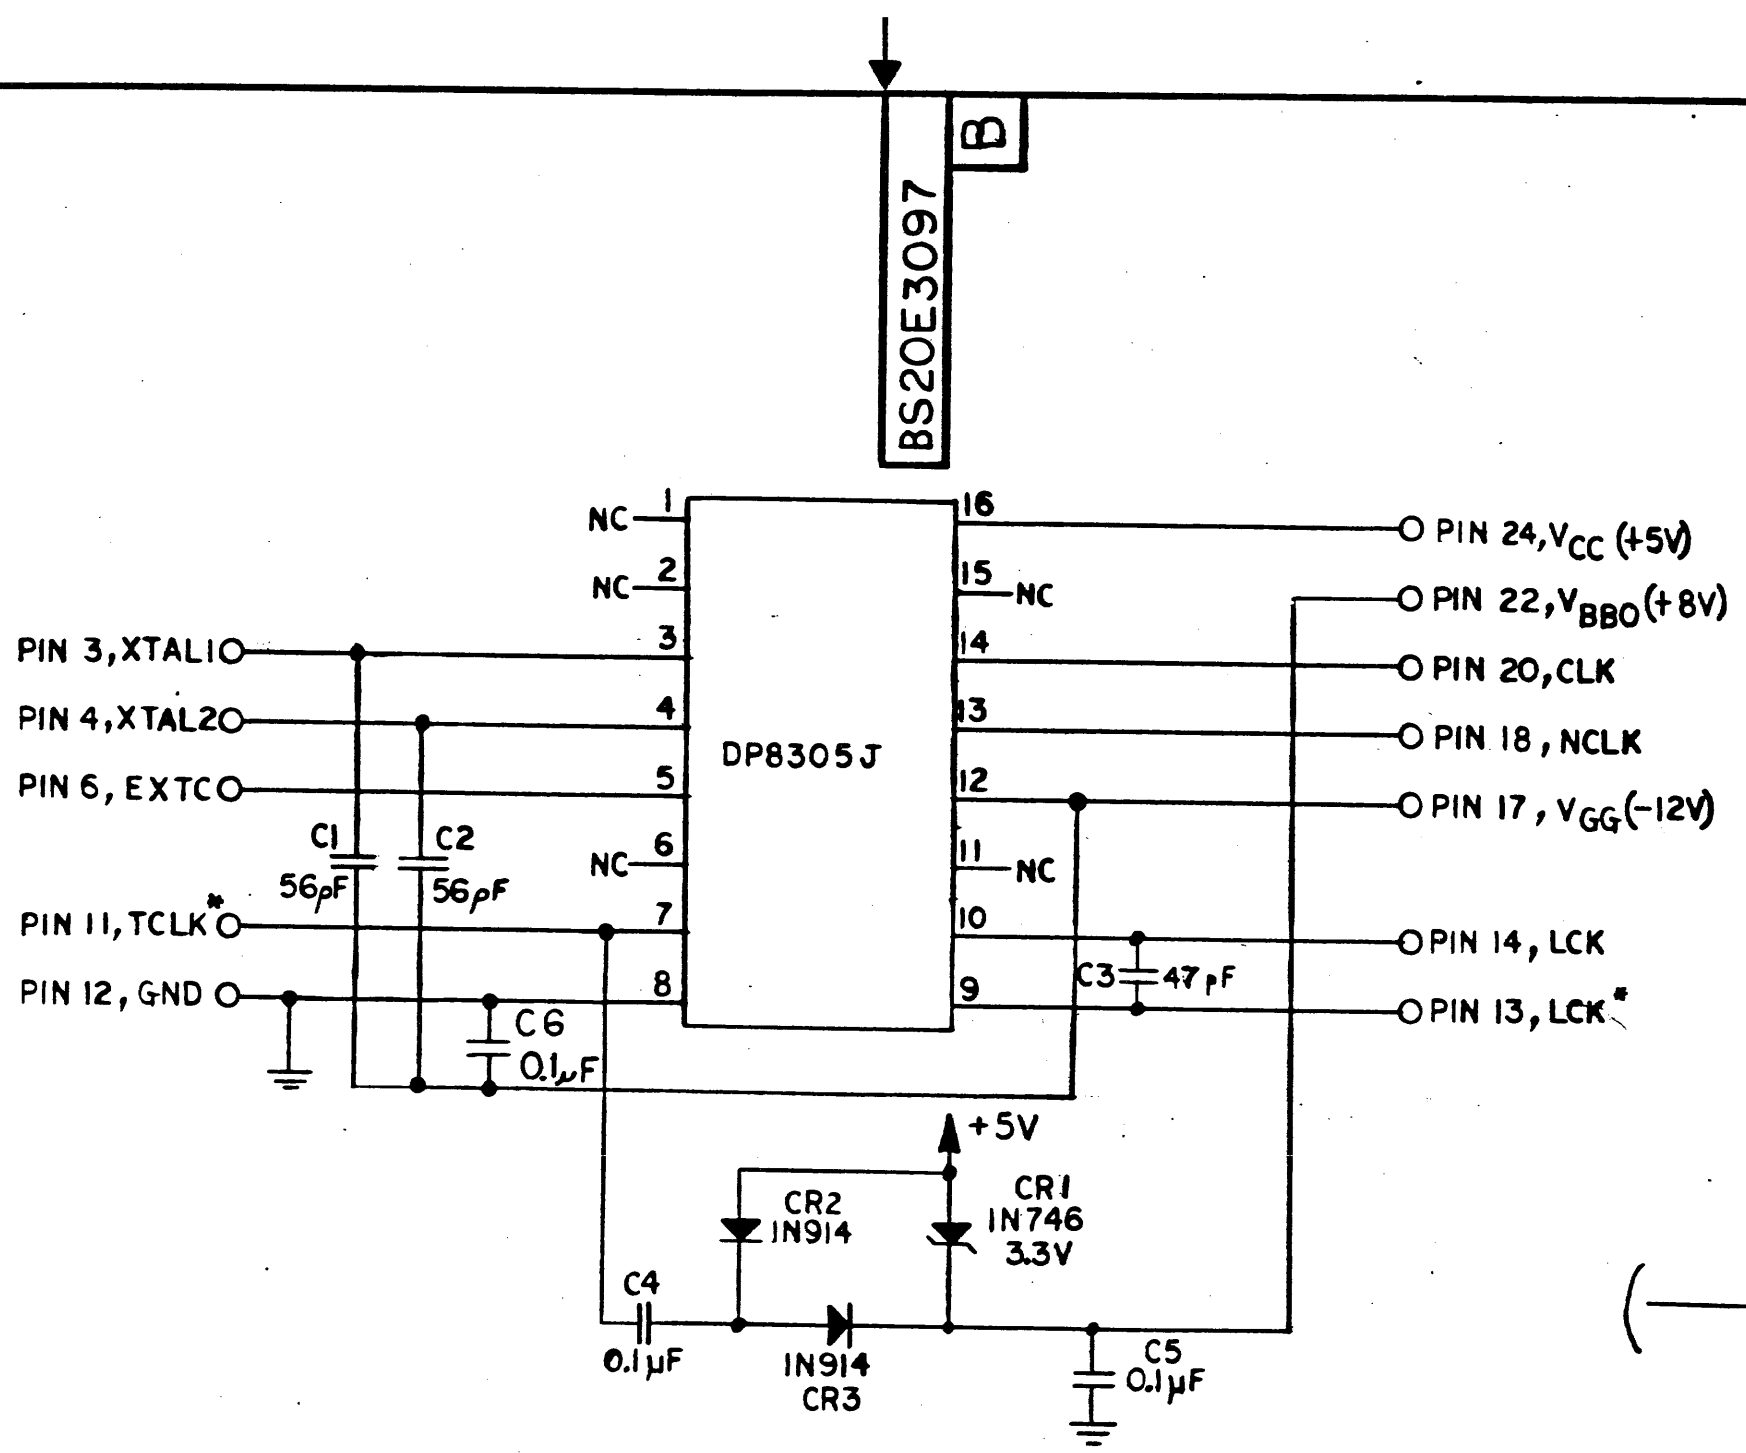 B
BS20E3097
NC 1
NC 2
PIN 3, XTAL1 3
PIN 4, XTAL2 4
PIN 6, EXTC 5
NC 6
PIN 11, TCLK* 7
PIN 12, GND 8
DP8305J
16 PIN 24, VCC (+5V)
15 NC
PIN 22, VBBO (+8V)
14 PIN 20, CLK
13 PIN 18, NCLK
12 PIN 17, VGG (-12V)
11 NC
10 PIN 14, LCK
9 PIN 13, LCK*
C1
56pF
C2
56pF
C3 47pF
C6
0.1µF
+5V
CR2
IN914
CR1
IN746
3.3V
C4
0.1µF
IN914
CR3
C5
0.1µF